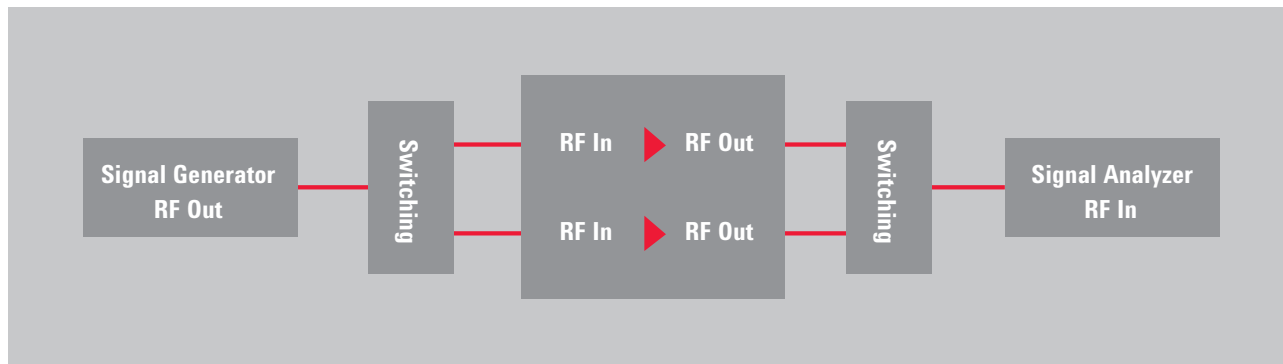 Signal Generator
RF Out
Switching
RF In
RF Out
RF In
RF Out
Switching
Signal Analyzer
RF In